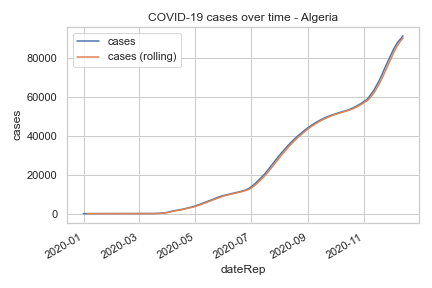 COVID-19 cases over time - Algeria
cases
cases (rolling)
80000
60000
40000
20000
0
cases
2020-01
2020-03
2020-05
2020-07
2020-09
2020-11
dateRep